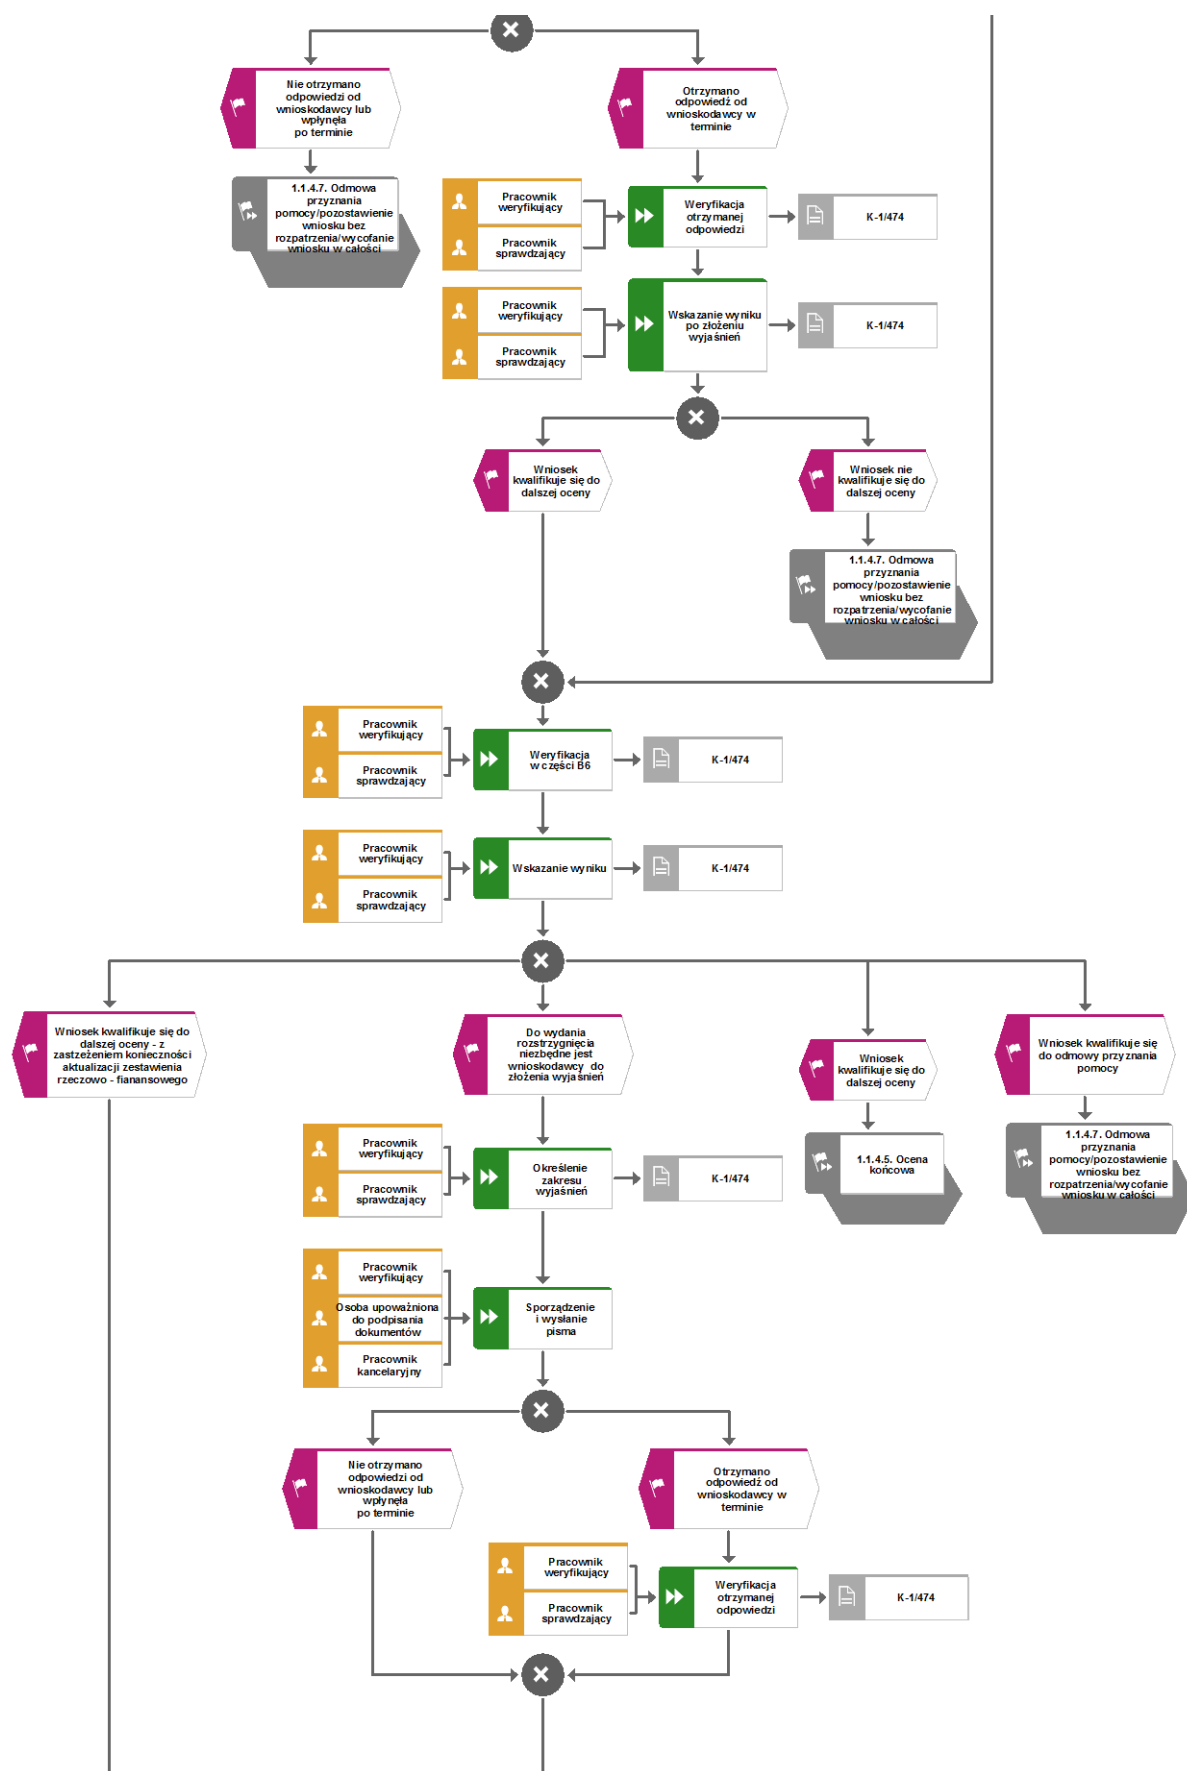 Nie otrzymano
odpowiedzi od
wnioskodawcy lub
wpłynęła
po terminie
Otrzymano
odpowiedź od
wnioskodawcy w
terminie
1.1.4.7. Odmowa
przyznania
pomocy/pozostawienie
wniosku bez
rozpatrzenia/wycofanie
wniosku w całości
Pracownik
weryfikujący
Pracownik
sprawdzający
Weryfikacja
otrzymanej
odpowiedzi
K-1/474
Pracownik
weryfikujący
Pracownik
sprawdzający
Wskazanie wyniku
po złożeniu
wyjaśnień
K-1/474
Wniosek
kwalifikuje się do
dalszej oceny
Wniosek nie
kwalifikuje się do
dalszej oceny
1.1.4.7. Odmowa
przyznania
pomocy/pozostawienie
wniosku bez
rozpatrzenia/wycofanie
wniosku w całości
Pracownik
weryfikujący
Pracownik
sprawdzający
Weryfikacja
w części B6
K-1/474
Pracownik
weryfikujący
Pracownik
sprawdzający
Wskazanie wyniku
K-1/474
Wniosek kwalifikuje się do
dalszej oceny - z
zastzeżeniem konieczności
aktualizacji zestawienia
rzeczowo - fianansowego
Do wydania
rozstrzygnięcia
niezbędne jest
wnioskodawcy do
złożenia wyjaśnień
Wniosek
kwalifikuje się do
dalszej oceny
Wniosek kwalifikuje się
do odmowy przyznania
pomocy
Pracownik
weryfikujący
Pracownik
sprawdzający
Określenie
zakresu
wyjaśnień
K-1/474
1.1.4.5. Ocena
końcowa
1.1.4.7. Odmowa
przyznania
pomocy/pozostawienie
wniosku bez
rozpatrzenia/wycofanie
wniosku w całości
Pracownik
weryfikujący
Osoba upoważniona
do podpisania
dokumentów
Pracownik
kancelaryjny
Sporządzenie
i wysłanie
pisma
Nie otrzymano
odpowiedzi od
wnioskodawcy lub
wpłynęła
po terminie
Otrzymano
odpowiedź od
wnioskodawcy w
terminie
Pracownik
weryfikujący
Pracownik
sprawdzający
Weryfikacja
otrzymanej
odpowiedzi
K-1/474